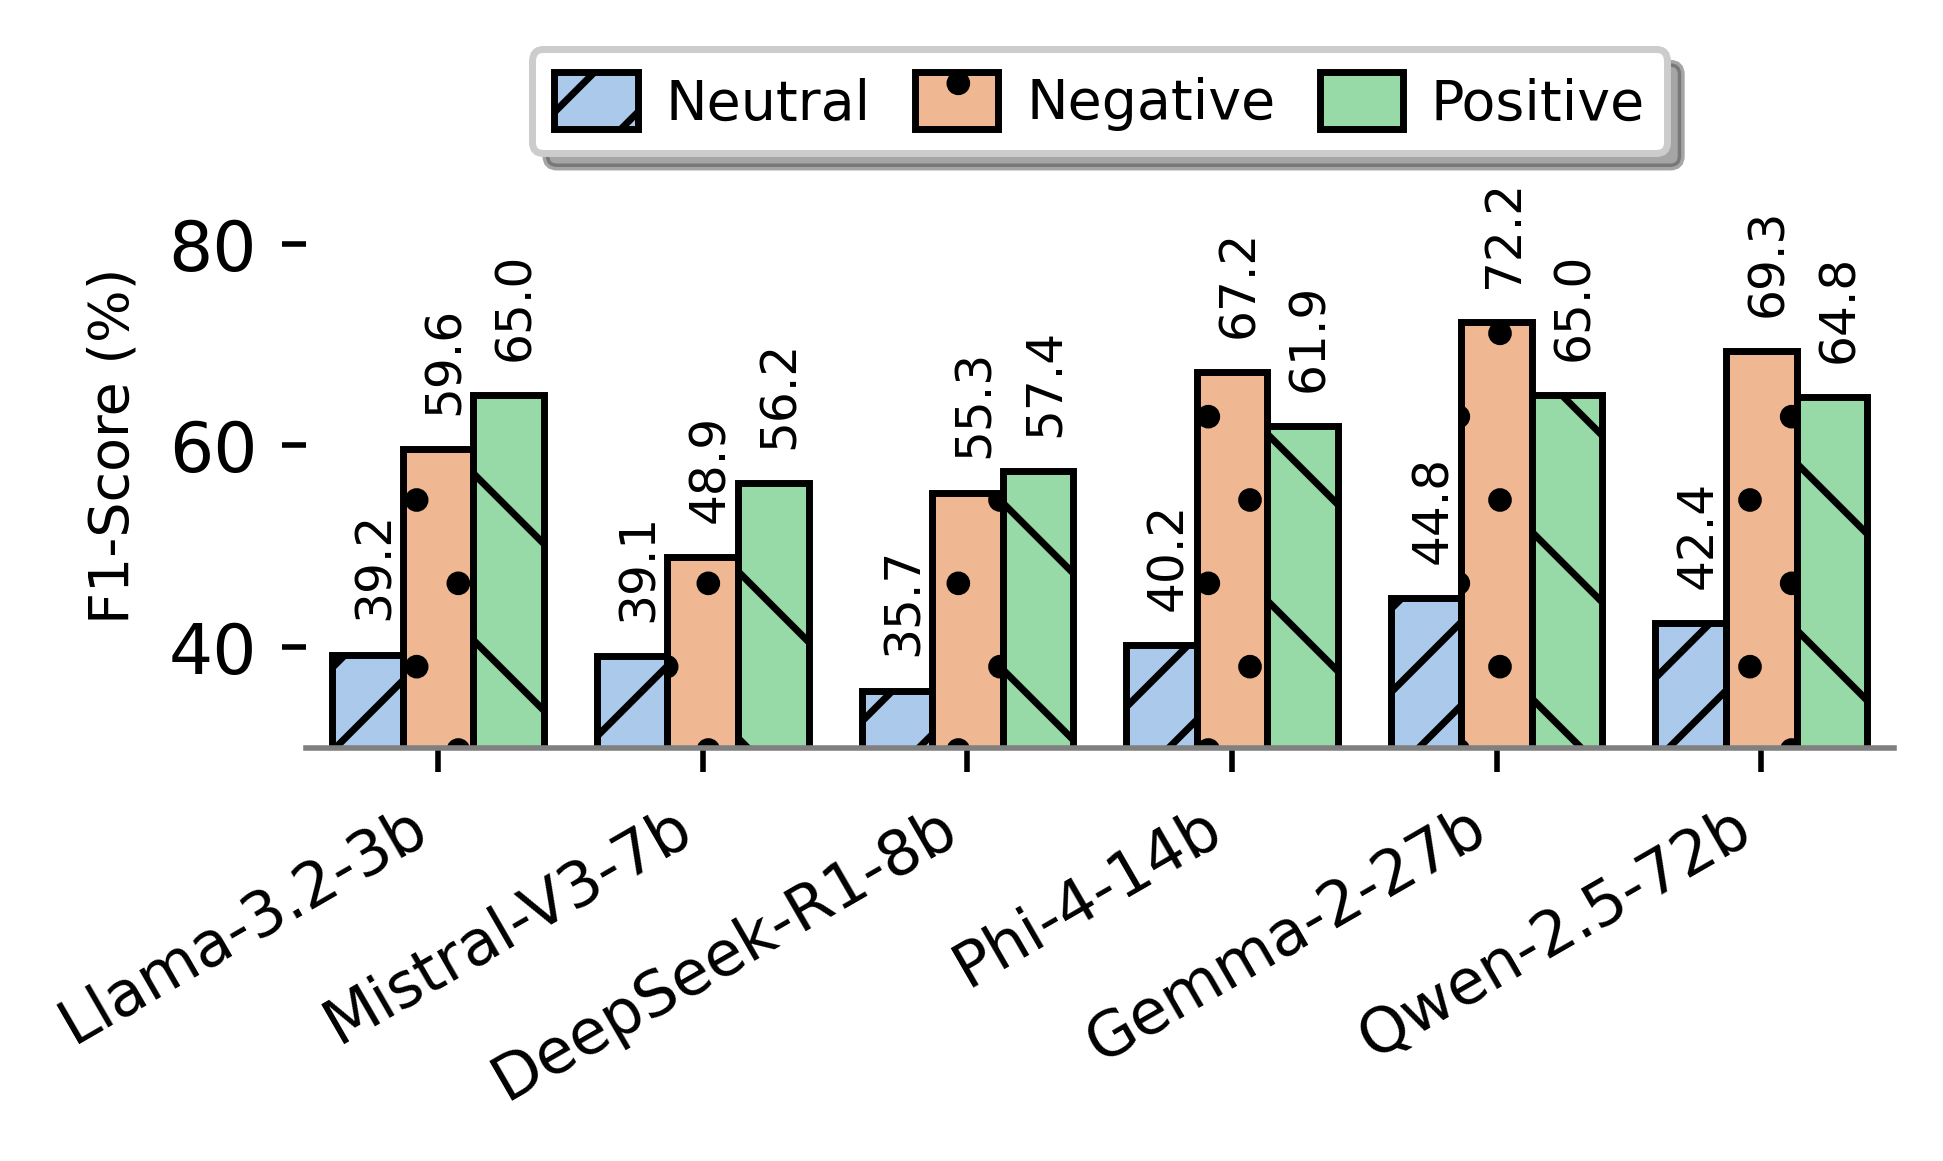 Neutral Negative Positive
F1-Score (%)
80
60
40
39.2 59.6 65.0
39.1 48.9 56.2
35.7 55.3 57.4
40.2 67.2 61.9
44.8 72.2 65.0
42.4 69.3 64.8
Llama-3.2-3b
Mistral-V3-7b
DeepSeek-R1-8b
Phi-4-14b
Gemma-2-27b
Qwen-2.5-72b